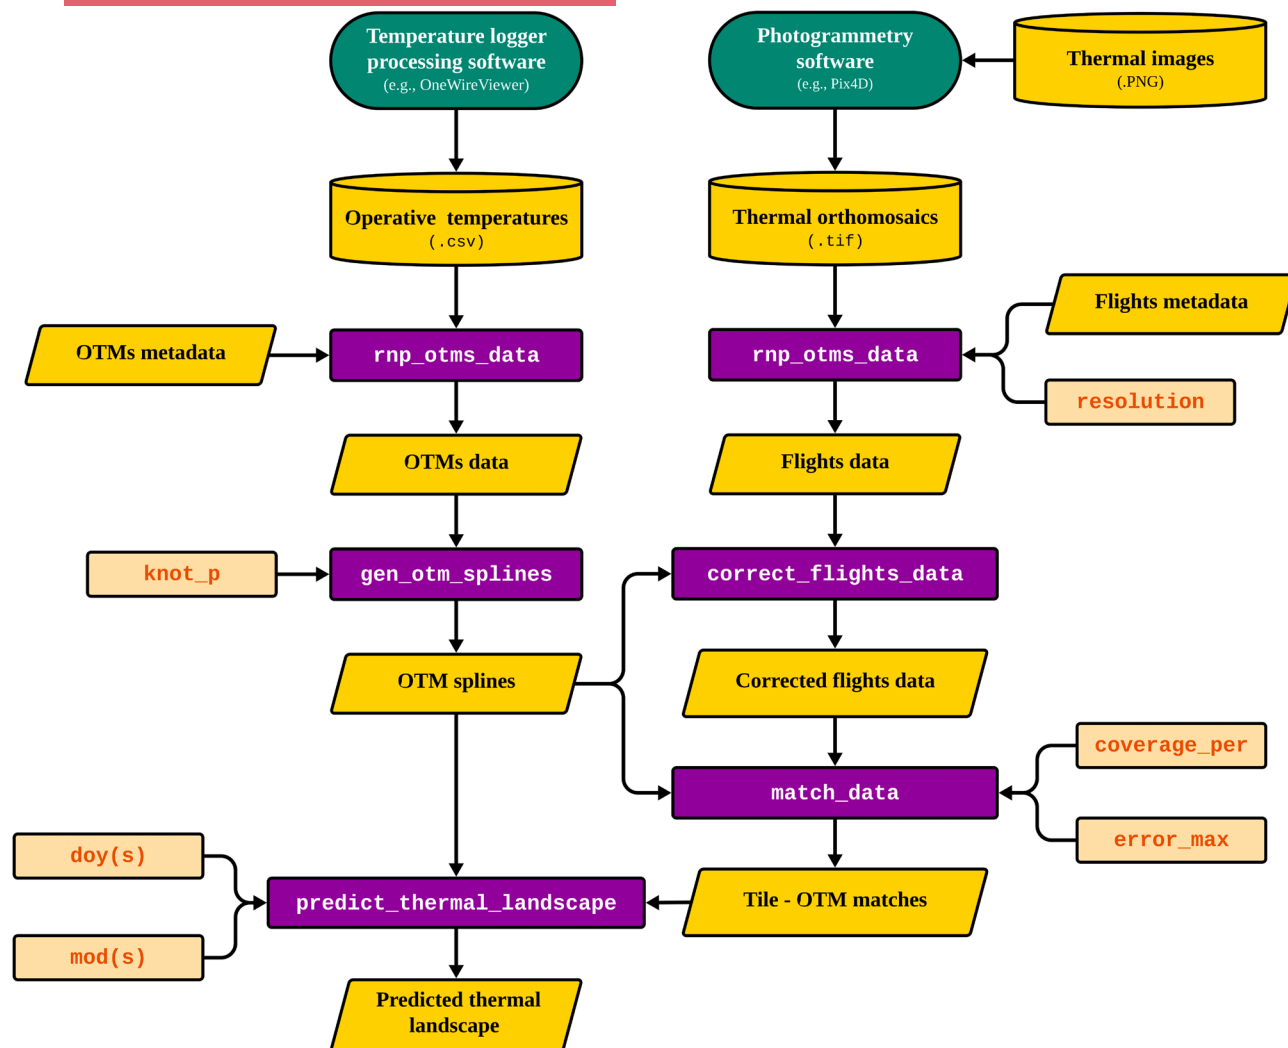 Temperature logger
processing software
(e.g., OneWireViewer)
Photogrammetry
software
(e.g., Pix4D)
Thermal images
(.PNG)
Operative temperatures
(.csv)
Thermal orthomosaics
(.tif)
Flights metadata
OTMs metadata
rnp_otms_data
rnp_otms_data
resolution
OTMs data
Flights data
knot_p
gen_otm_splines
correct_flights_data
OTM splines
Corrected flights data
coverage_per
match_data
error_max
doy(s)
predict_thermal_landscape
Tile - OTM matches
mod(s)
Predicted thermal
landscape